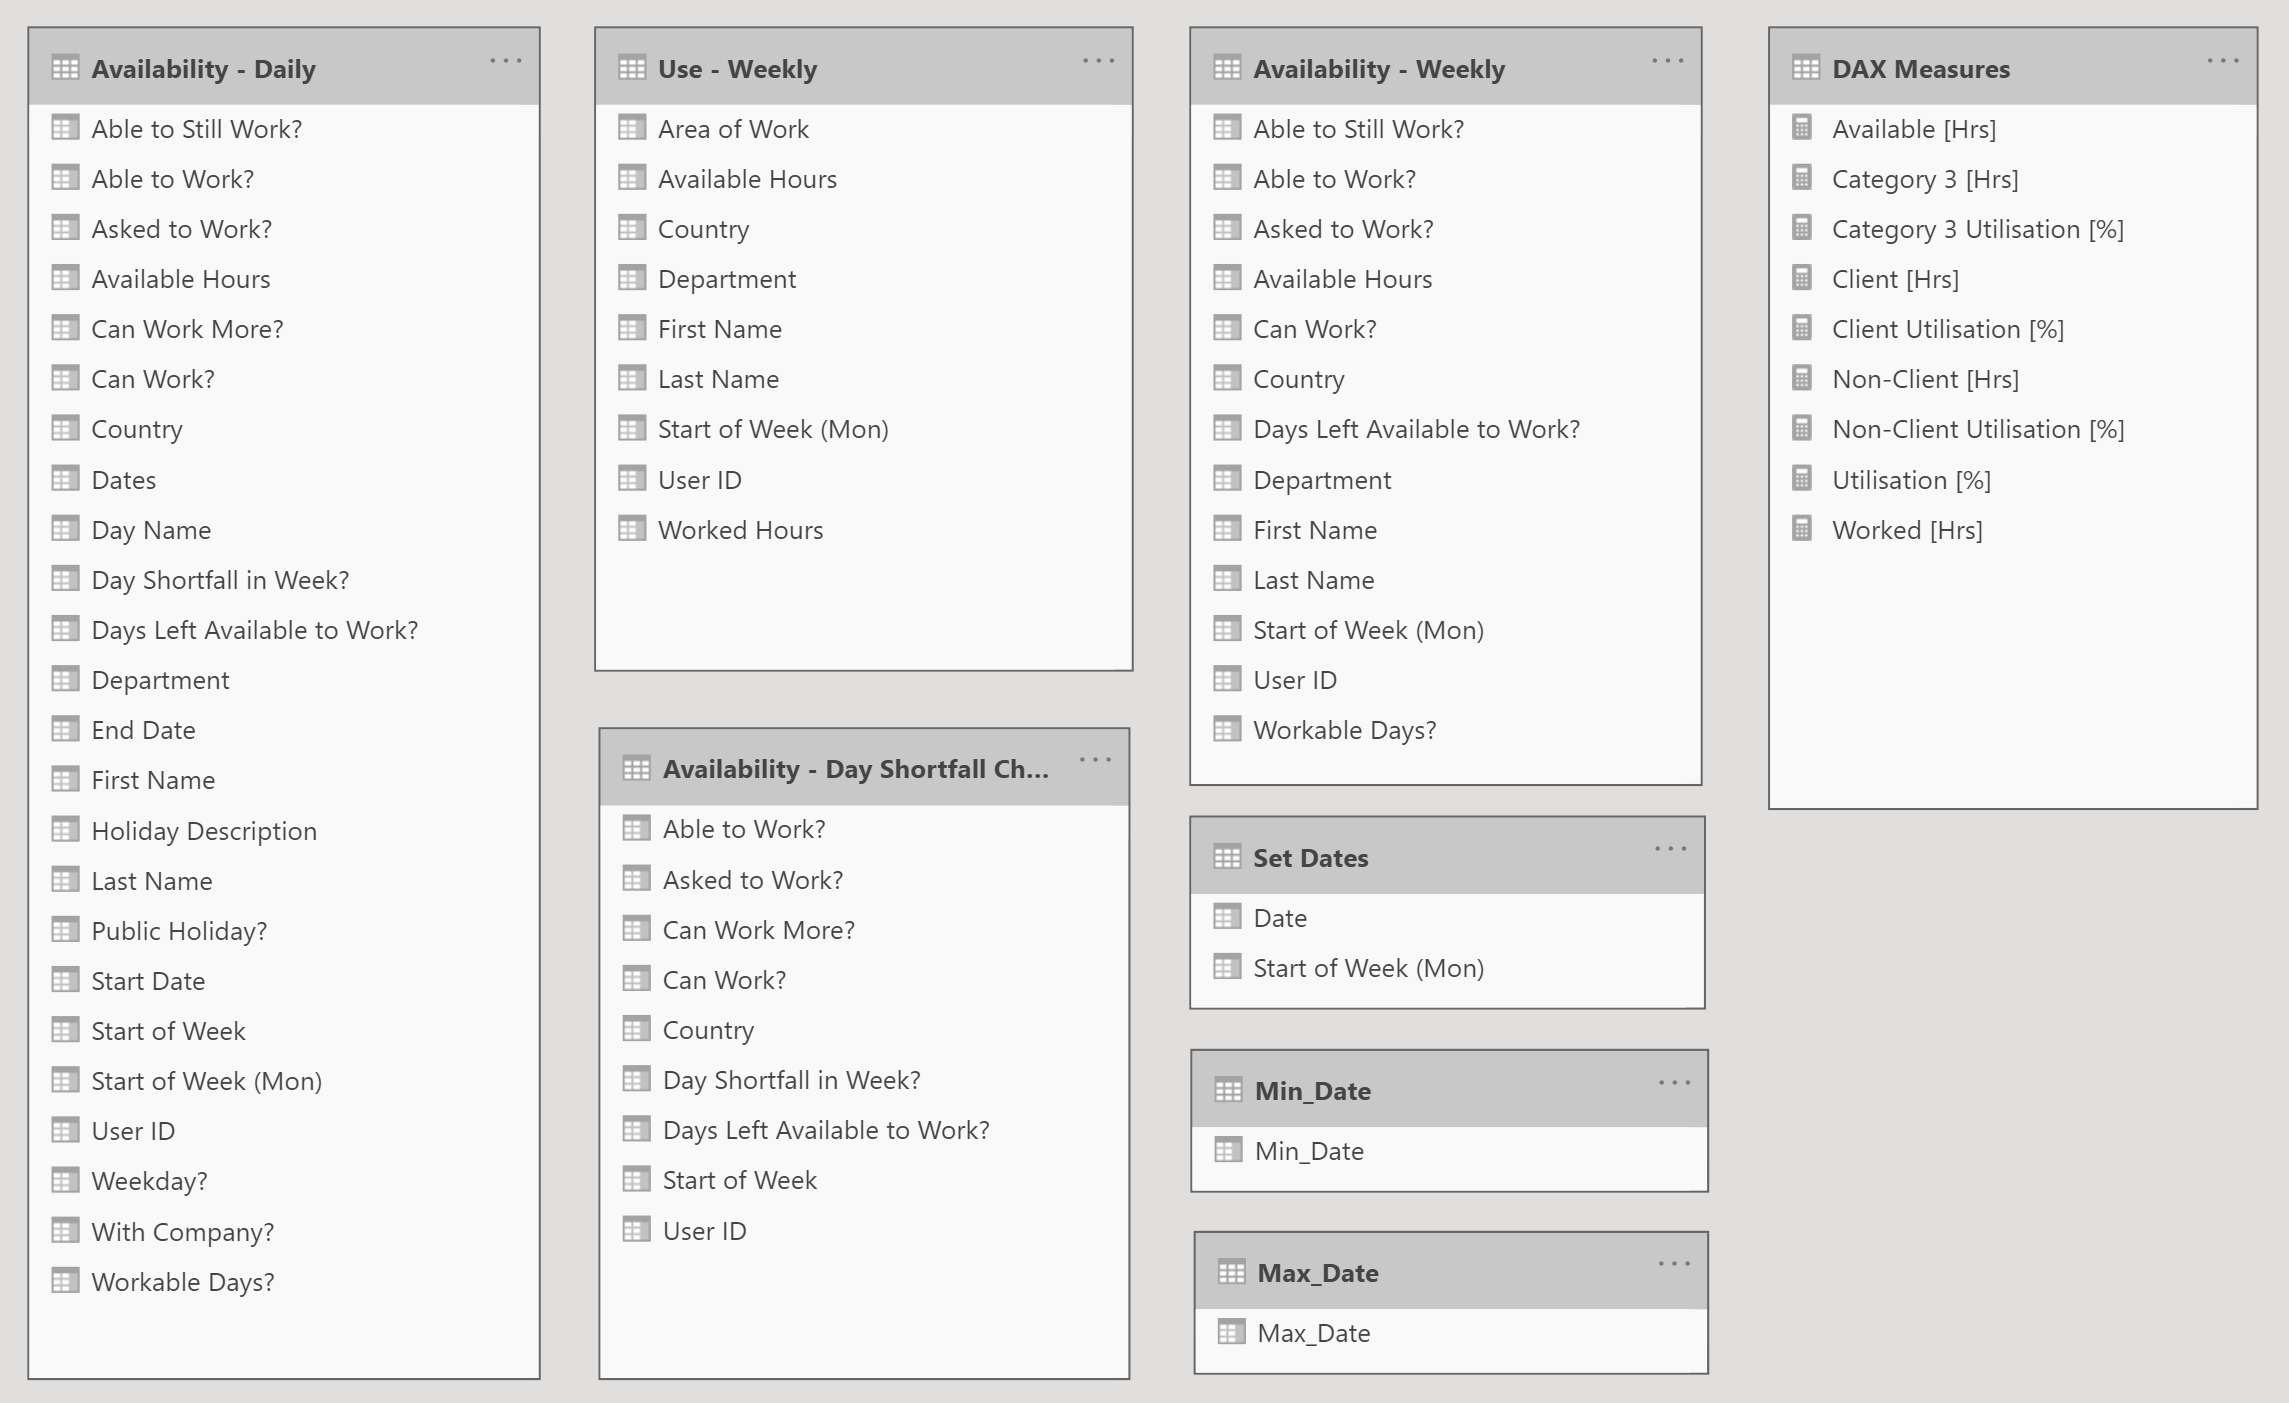 Availability - Daily
Able to Still Work?
Able to Work?
Asked to Work?
Available Hours
Can Work More?
Can Work?
Country
Dates
Day Name
Day Shortfall in Week?
Days Left Available to Work?
Department
End Date
First Name
Holiday Description
Last Name
Public Holiday?
Start Date
Start of Week
Start of Week (Mon)
User ID
Weekday?
With Company?
Workable Days?
Use - Weekly
Area of Work
Available Hours
Country
Department
First Name
Last Name
Start of Week (Mon)
User ID
Worked Hours
Availability - Day Shortfall Ch...
Able to Work?
Asked to Work?
Can Work More?
Can Work?
Country
Day Shortfall in Week?
Days Left Available to Work?
Start of Week
User ID
Availability - Weekly
Able to Still Work?
Able to Work?
Asked to Work?
Available Hours
Can Work?
Country
Days Left Available to Work?
Department
First Name
Last Name
Start of Week (Mon)
User ID
Workable Days?
Set Dates
Date
Start of Week (Mon)
Min_Date
Min_Date
Max_Date
Max_Date
DAX Measures
Available [Hrs]
Category 3 [Hrs]
Category 3 Utilisation [%]
Client [Hrs]
Client Utilisation [%]
Non-Client [Hrs]
Non-Client Utilisation [%]
Utilisation [%]
Worked [Hrs]